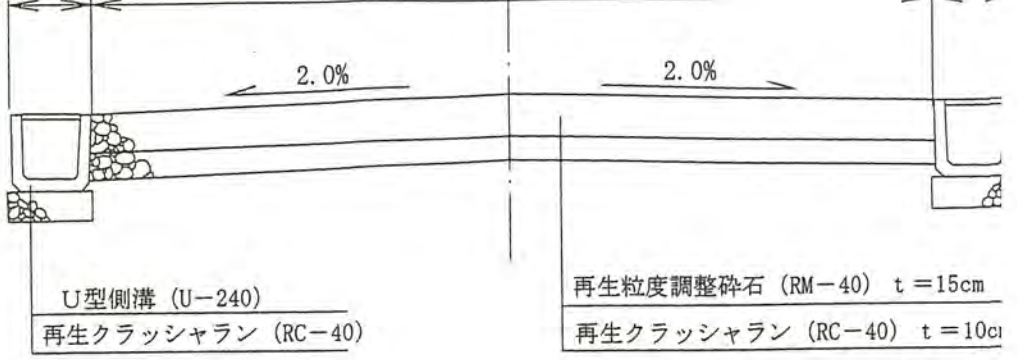 2.0%
2.0%
U型側溝 (U-240)
再生クラッシャラン (RC-40)
再生粒度調整砕石 (RM-40) t=15cm
再生クラッシャラン (RC-40) t=10c